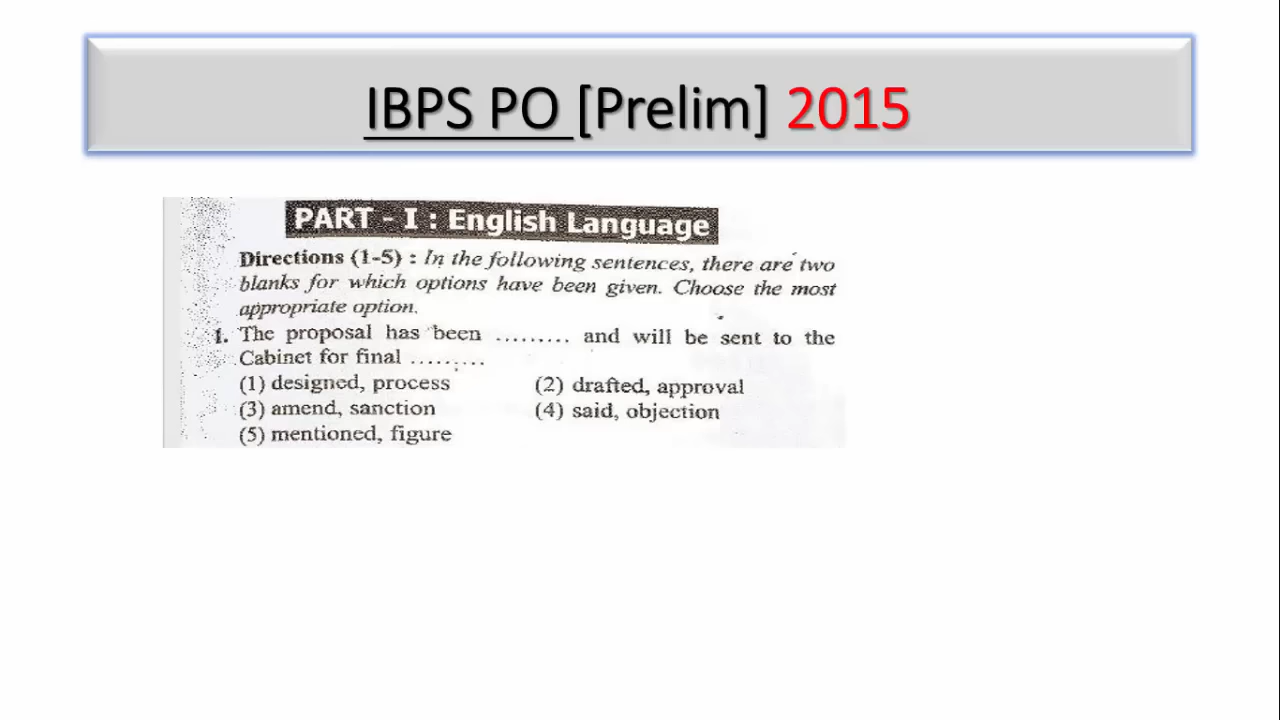 IBPS PO [Prelim] 2015
PART - I : English Language
Directions (1-5) : In the following sentences, there are two
blanks for which options have been given. Choose the most
appropriate option.
1. The proposal has been ......... and will be sent to the
Cabinet for final .........
(1) designed, process (2) drafted, approval
(3) amend, sanction (4) said, objection
(5) mentioned, figure